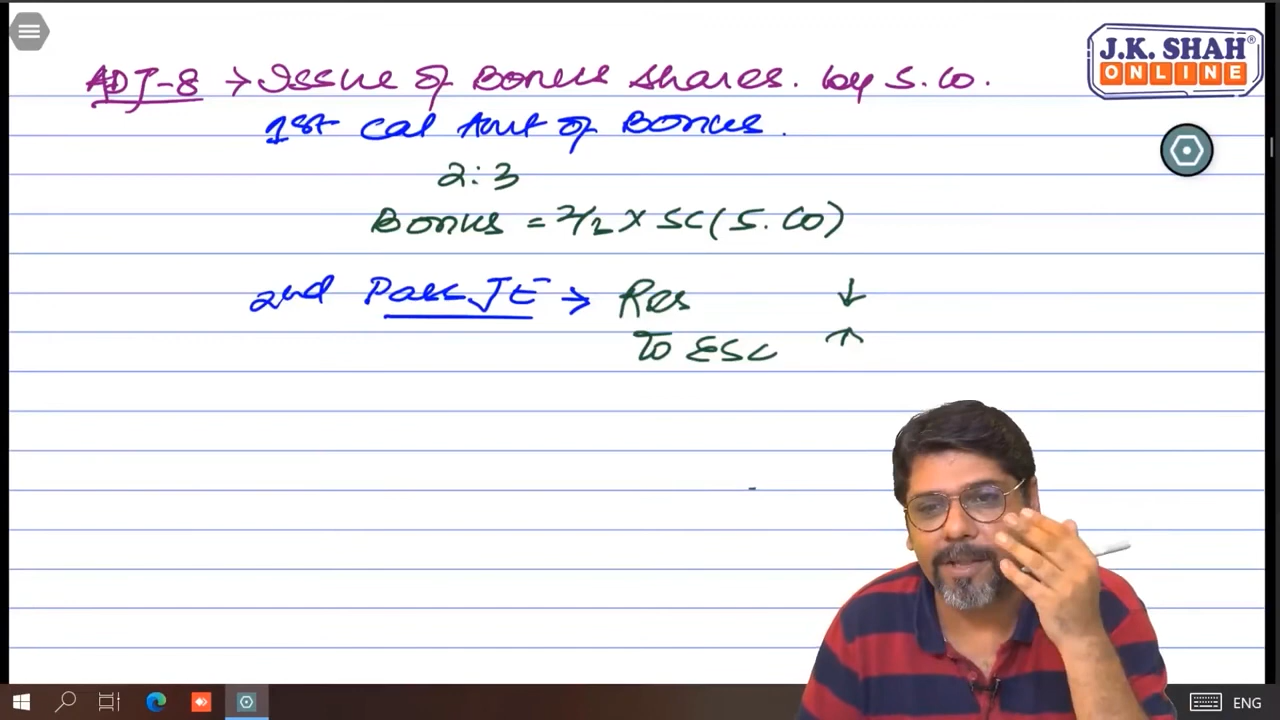 J.K. SHAH®
ONLINE
ADJ-8 → Issue of Bonus shares. by S.Co.
1st Cal Amt of Bonus.
2:3
Bonus = 2/2 X SC(S.Co)
2nd Pass JE → Res ↓
To ESC ↑
ENG